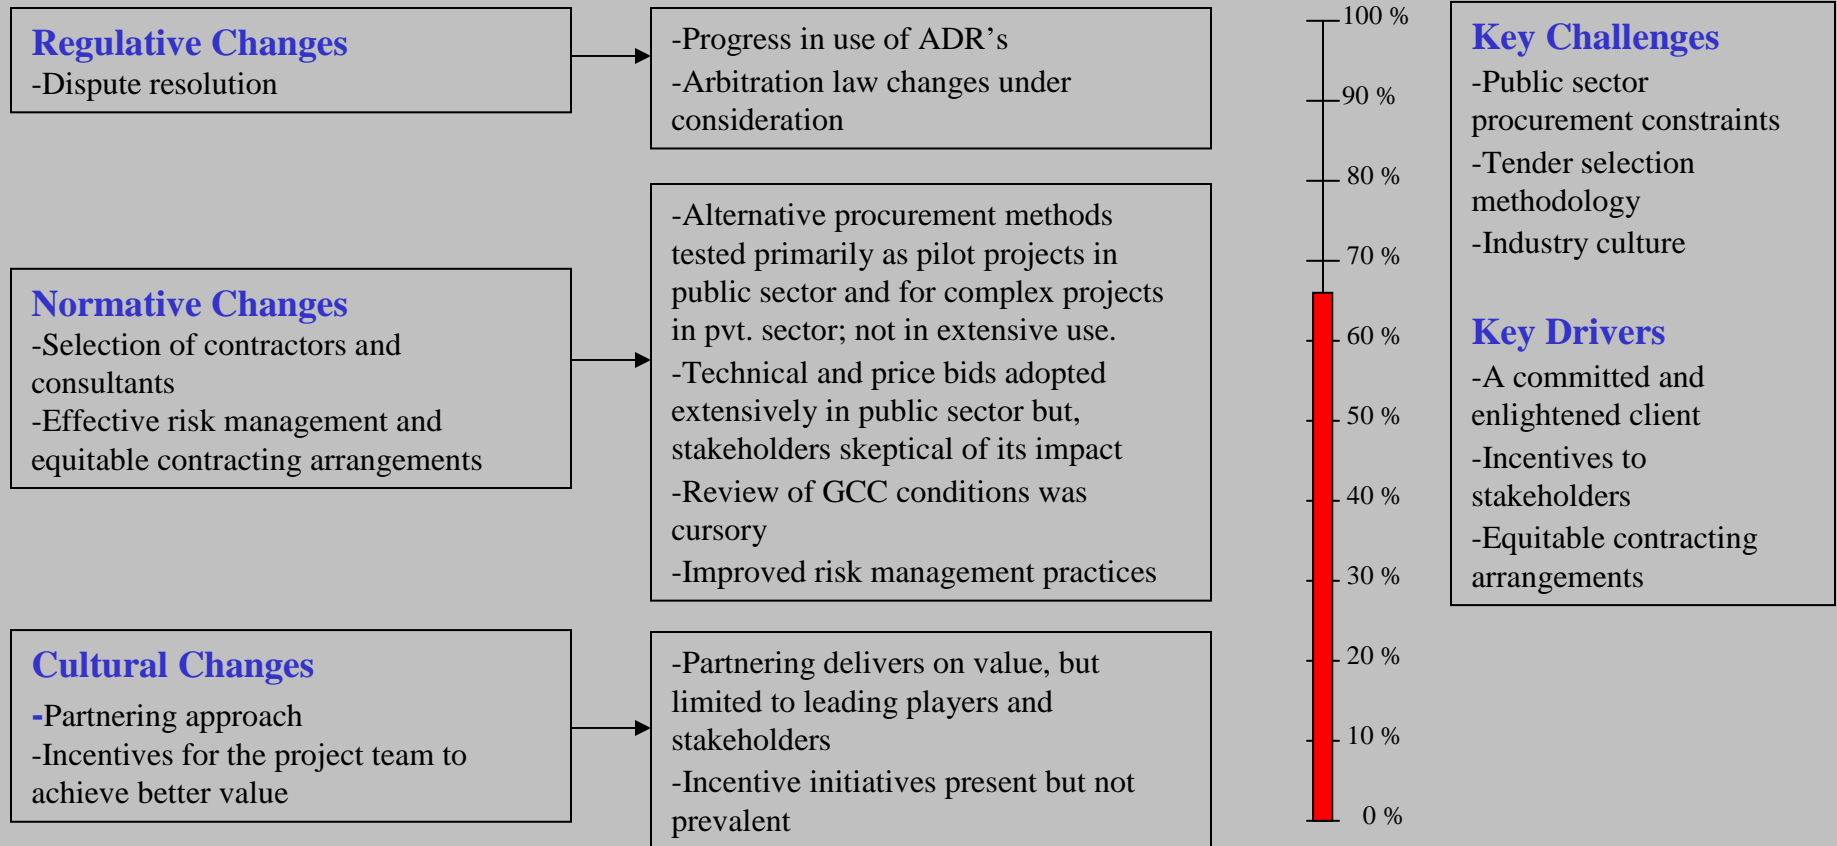 Regulative Changes
-Dispute resolution
-Progress in use of ADR’s
-Arbitration law changes under
consideration
Normative Changes
-Selection of contractors and
consultants
-Effective risk management and
equitable contracting arrangements
-Alternative procurement methods
tested primarily as pilot projects in
public sector and for complex projects
in pvt. sector; not in extensive use.
-Technical and price bids adopted
extensively in public sector but,
stakeholders skeptical of its impact
-Review of GCC conditions was
cursory
-Improved risk management practices
Cultural Changes
-Partnering approach
-Incentives for the project team to
achieve better value
-Partnering delivers on value, but
limited to leading players and
stakeholders
-Incentive initiatives present but not
prevalent
100 %
90 %
80 %
70 %
60 %
50 %
40 %
30 %
20 %
10 %
0 %
Key Challenges
-Public sector
procurement constraints
-Tender selection
methodology
-Industry culture
Key Drivers
-A committed and
enlightened client
-Incentives to
stakeholders
-Equitable contracting
arrangements